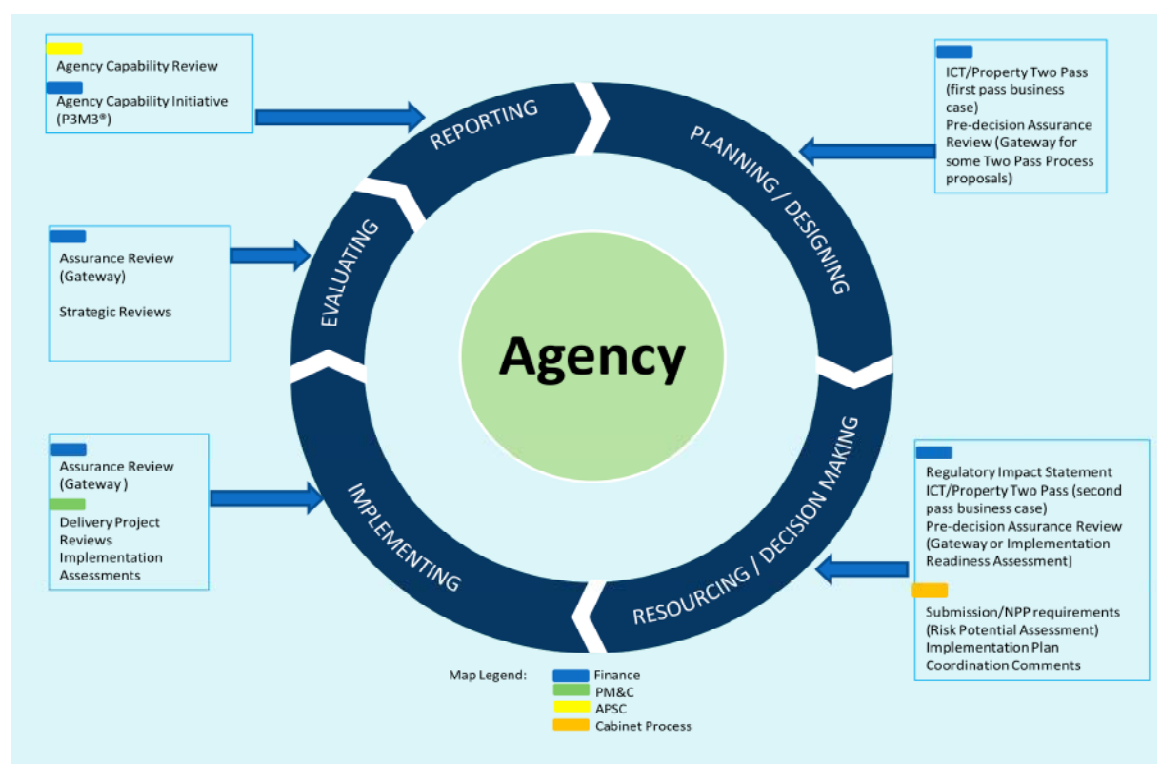 Agency Capability Review
Agency Capability Initiative
(P3M3®)
REPORTING
PLANNING / DESIGNING
ICT/Property Two Pass
(first pass business
case)
Pre-decision Assurance
Review (Gateway for
some Two Pass Process
proposals)
Assurance Review
(Gateway)
Strategic Reviews
EVALUATING
Agency
Assurance Review
(Gateway )
Delivery Project
Reviews
Implementation
Assessments
IMPLEMENTING
RESOURCING / DECISION MAKING
Regulatory Impact Statement
ICT/Property Two Pass (second
pass business case)
Pre-decision Assurance Review
(Gateway or Implementation
Readiness Assessment)
Submission/NPP requirements
(Risk Potential Assessment)
Implementation Plan
Coordination Comments
Map Legend:
Finance
PM&C
APSC
Cabinet Process